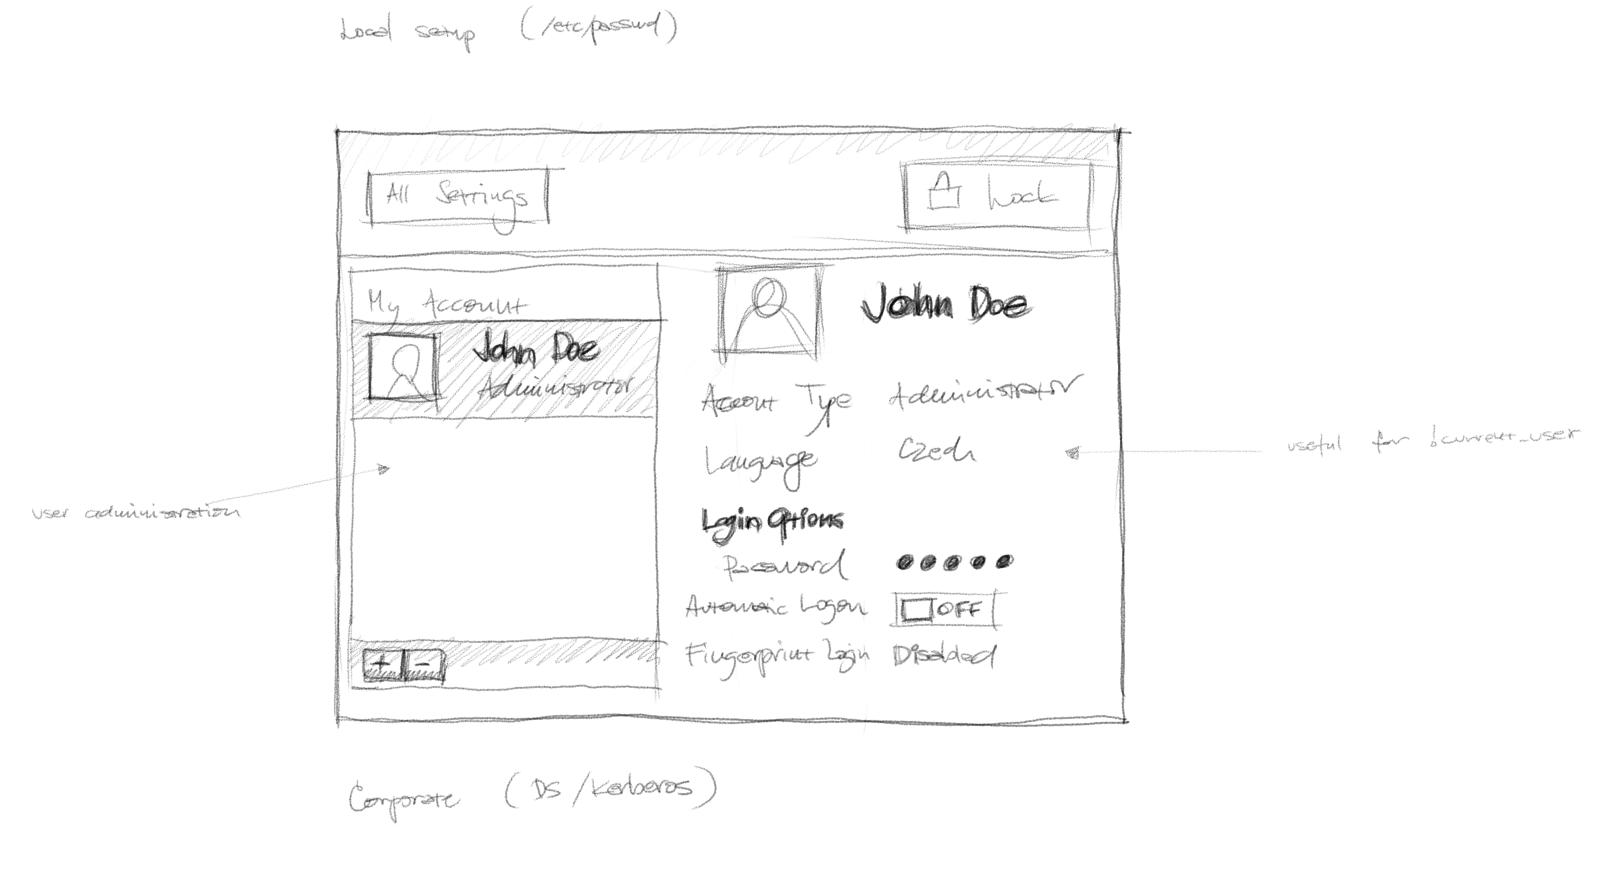 Local setup (/etc/passwd)
All Settings
Lock
My Account
John Doe
Administrator
John Doe
Account Type Administrator
Language Czech
useful for !current_user
user administration
Login Options
Password ●●●●●
Automatic Logon OFF
Fingerprint Login Disabled
+ -
Corporate (DS/Kerberos)